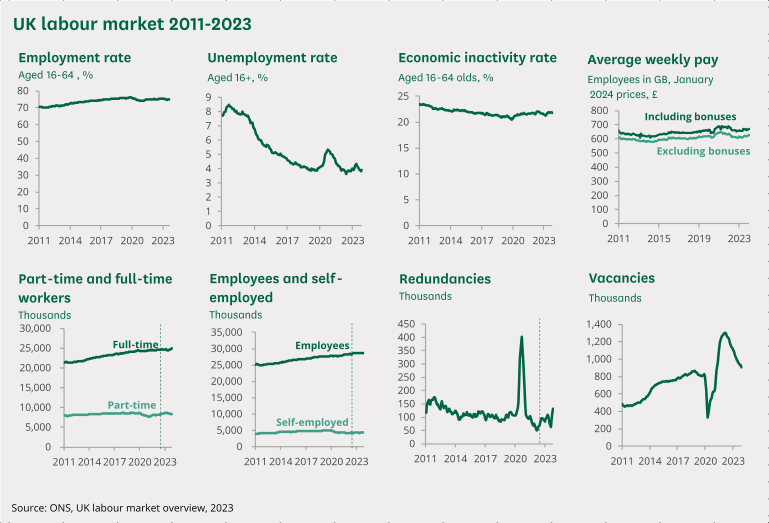 UK labour market 2011-2023
Employment rate
Aged 16-64 , %
80
70
60
50
40
30
20
10
0
2011 2014 2017 2020 2023
Unemployment rate
Aged 16+, %
9
8
7
6
5
4
3
2
1
0
2011 2014 2017 2020 2023
Economic inactivity rate
Aged 16-64 olds, %
25
20
15
10
5
0
2011 2014 2017 2020 2023
Average weekly pay
Employees in GB, January
2024 prices, £
800
700
600
500
400
300
200
100
0
Including bonuses
Excluding bonuses
2011 2015 2019 2023
Part-time and full-time
workers
Thousands
30,000
25,000
20,000
15,000
10,000
5,000
0
Full-time
Part-time
2011 2014 2017 2020 2023
Employees and self-
employed
Thousands
35,000
30,000
25,000
20,000
15,000
10,000
5,000
0
Employees
Self-employed
2011 2014 2017 2020 2023
Redundancies
Thousands
450
400
350
300
250
200
150
100
50
0
2011 2014 2017 2020 2023
Vacancies
Thousands
1,400
1,200
1,000
800
600
400
200
0
2011 2014 2017 2020 2023
Source: ONS, UK labour market overview, 2023